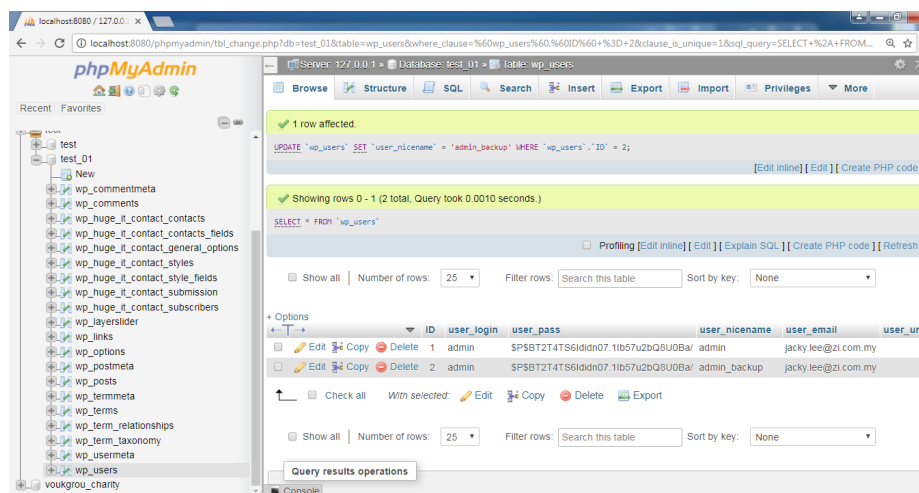 localhost:8080 / 127.0.0.
localhost:8080/phpmyadmin/tbl_change.php?db=test_01&table=wp_users&where_clause=%60wp_users%60.%60ID%60+%3D+2&clause_is_unique=1&sql_query=SELECT+%2A+FROM...
phpMyAdmin
Recent Favorites
test
test_01
New
wp_commentmeta
wp_comments
wp_huge_it_contact_contacts
wp_huge_it_contact_contacts_fields
wp_huge_it_contact_general_options
wp_huge_it_contact_styles
wp_huge_it_contact_style_fields
wp_huge_it_contact_submission
wp_huge_it_contact_subscribers
wp_layerslider
wp_links
wp_options
wp_postmeta
wp_posts
wp_termmeta
wp_terms
wp_term_relationships
wp_term_taxonomy
wp_usermeta
wp_users
voukgrou_charity
Server: 127.0.0.1 » Database: test_01 » Table: wp_users
Browse Structure SQL Search Insert Export Import Privileges More
1 row affected.
UPDATE `wp_users` SET `user_nicename` = 'admin_backup' WHERE `wp_users`.`ID` = 2;
[Edit inline] [ Edit ] [ Create PHP code
Showing rows 0 - 1 (2 total, Query took 0.0010 seconds.)
SELECT * FROM `wp_users`
Profiling [Edit inline] [ Edit ] [ Explain SQL ] [ Create PHP code ] [ Refresh
Show all Number of rows: 25 Filter rows: Search this table Sort by key: None
+ Options
ID user_login user_pass user_nicename user_email user_ur
Edit Copy Delete 1 admin $P$BT2T4TS6Ididn07.1Ib57u2bQ8U0Ba/ admin jacky.lee@zi.com.my
Edit Copy Delete 2 admin $P$BT2T4TS6Ididn07.1Ib57u2bQ8U0Ba/ admin_backup jacky.lee@zi.com.my
Check all With selected: Edit Copy Delete Export
Show all Number of rows: 25 Filter rows: Search this table Sort by key: None
Query results operations
Console